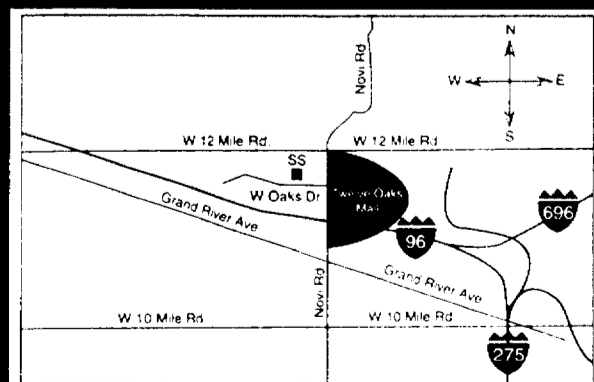 N
W E
S
Novi Rd
W 12 Mile Rd.
W 12 Mile Rd.
SS
W Oaks Dr
Twelve Oaks
Mall
Grand River Ave
96
696
Grand River Ave
Novi Rd
W 10 Mile Rd
W 10 Mile Rd
275